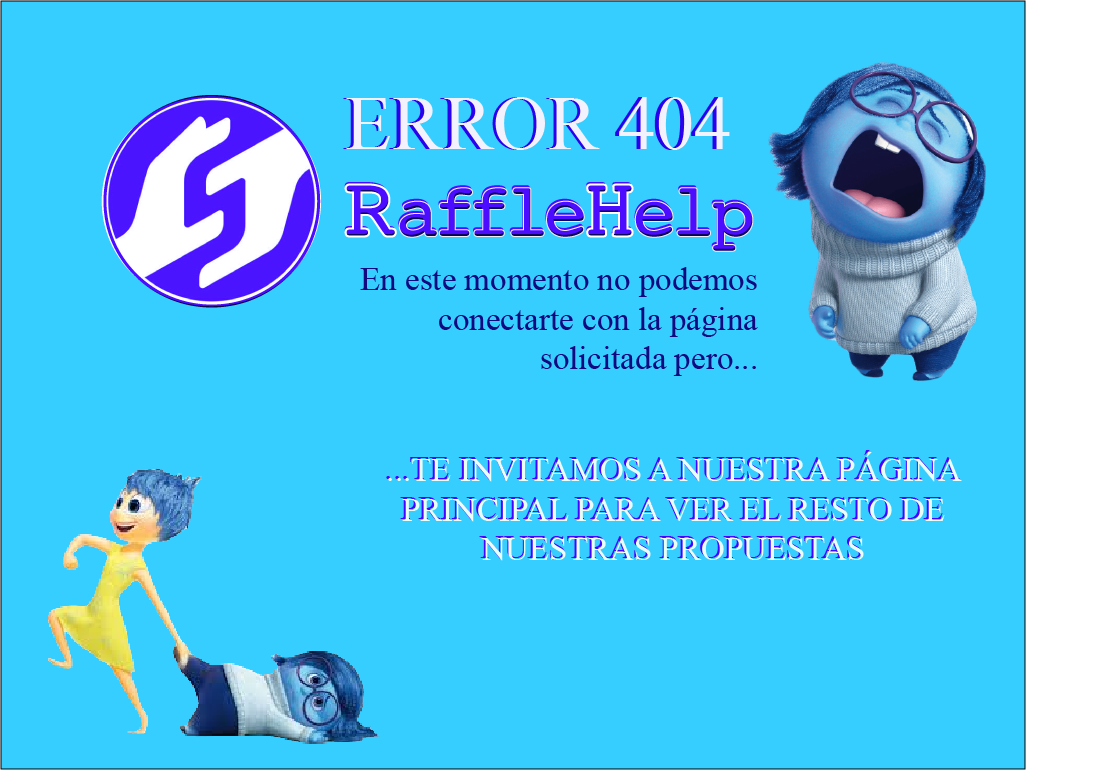 ERROR 404
RaffleHelp
En este momento no podemos
conectarte con la página
solicitada pero...
...TE INVITAMOS A NUESTRA PÁGINA
PRINCIPAL PARA VER EL RESTO DE
NUESTRAS PROPUESTAS